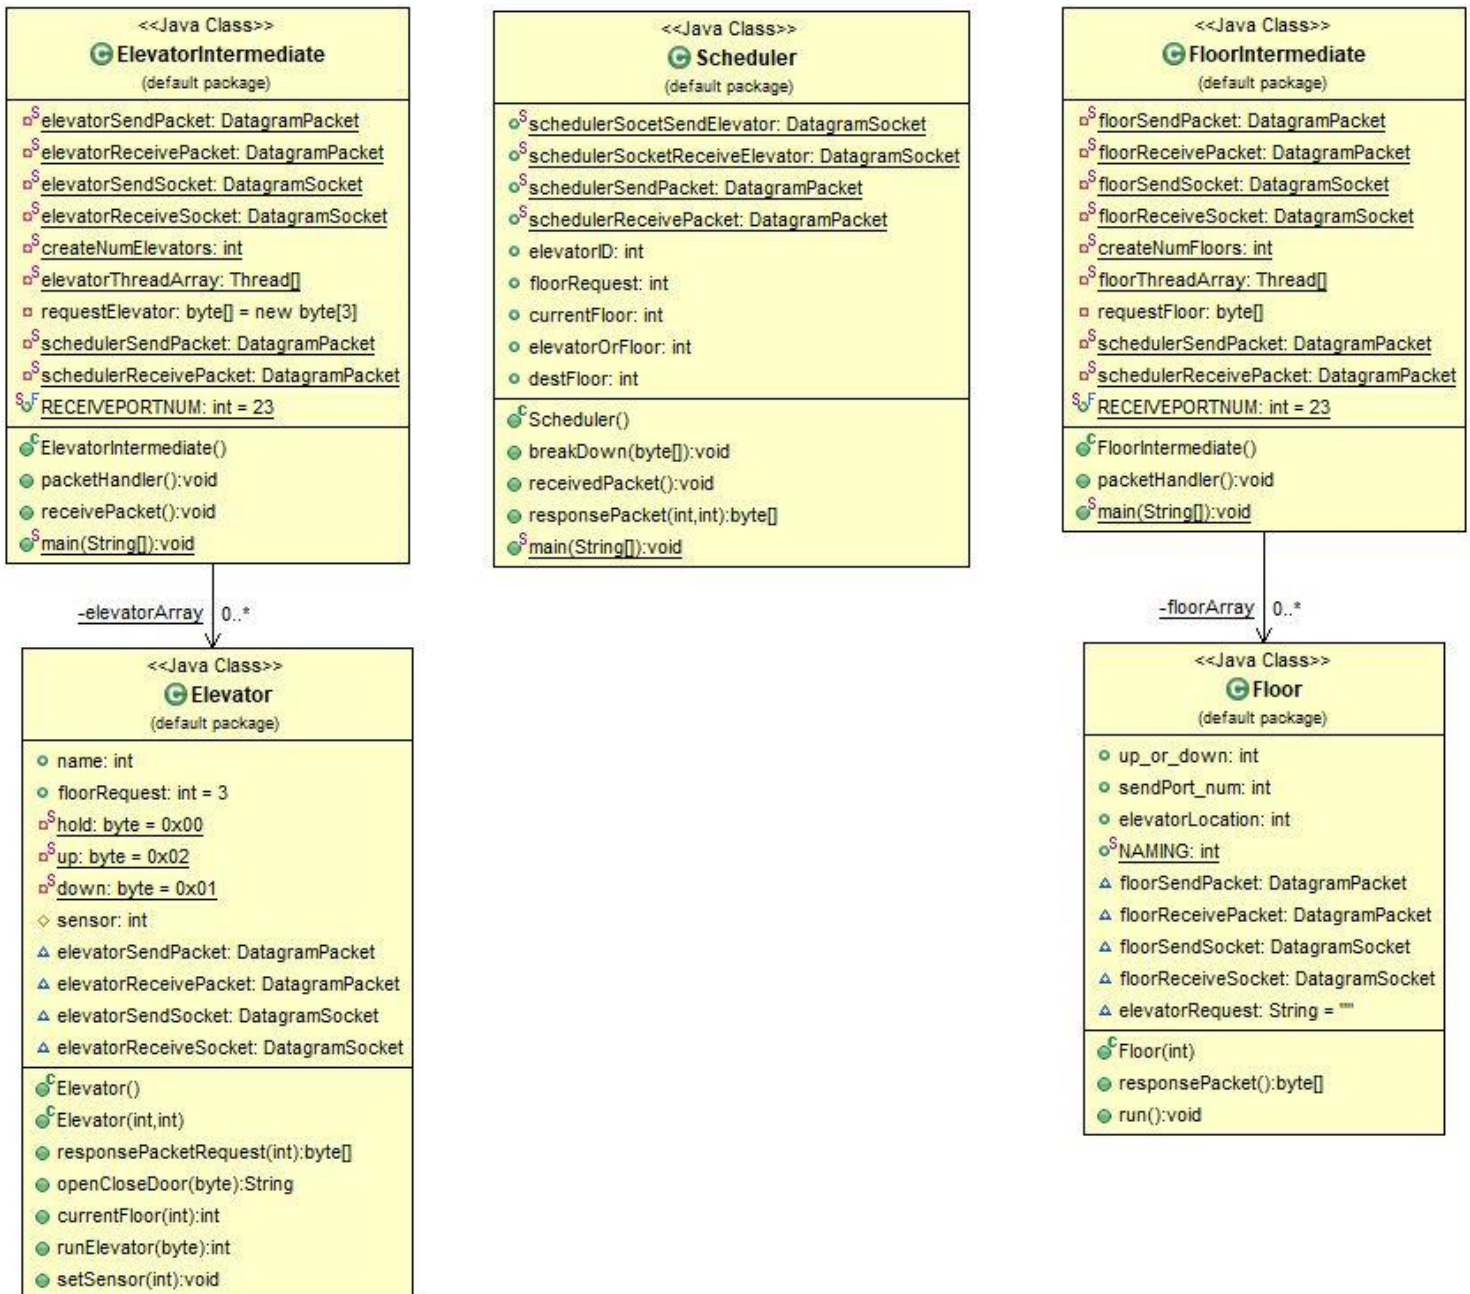 <<Java Class>>
ElevatorIntermediate
(default package)
elevatorSendPacket: DatagramPacket
elevatorReceivePacket: DatagramPacket
elevatorSendSocket: DatagramSocket
elevatorReceiveSocket: DatagramSocket
createNumElevators: int
elevatorThreadArray: Thread[]
requestElevator: byte[] = new byte[3]
schedulerSendPacket: DatagramPacket
schedulerReceivePacket: DatagramPacket
RECEIVEPORTNUM: int = 23
ElevatorIntermediate()
packetHandler():void
receivePacket():void
main(String[]):void
-elevatorArray 0..*
<<Java Class>>
Elevator
(default package)
name: int
floorRequest: int = 3
hold: byte = 0x00
up: byte = 0x02
down: byte = 0x01
sensor: int
elevatorSendPacket: DatagramPacket
elevatorReceivePacket: DatagramPacket
elevatorSendSocket: DatagramSocket
elevatorReceiveSocket: DatagramSocket
Elevator()
Elevator(int,int)
responsePacketRequest(int):byte[]
openCloseDoor(byte):String
currentFloor(int):int
runElevator(byte):int
setSensor(int):void
<<Java Class>>
Scheduler
(default package)
schedulerSocetSendElevator: DatagramSocket
schedulerSocketReceiveElevator: DatagramSocket
schedulerSendPacket: DatagramPacket
schedulerReceivePacket: DatagramPacket
elevatorID: int
floorRequest: int
currentFloor: int
elevatorOrFloor: int
destFloor: int
Scheduler()
breakDown(byte[]):void
receivedPacket():void
responsePacket(int,int):byte[]
main(String[]):void
<<Java Class>>
FloorIntermediate
(default package)
floorSendPacket: DatagramPacket
floorReceivePacket: DatagramPacket
floorSendSocket: DatagramSocket
floorReceiveSocket: DatagramSocket
createNumFloors: int
floorThreadArray: Thread[]
requestFloor: byte[]
schedulerSendPacket: DatagramPacket
schedulerReceivePacket: DatagramPacket
RECEIVEPORTNUM: int = 23
FloorIntermediate()
packetHandler():void
main(String[]):void
-floorArray 0..*
<<Java Class>>
Floor
(default package)
up_or_down: int
sendPort_num: int
elevatorLocation: int
NAMING: int
floorSendPacket: DatagramPacket
floorReceivePacket: DatagramPacket
floorSendSocket: DatagramSocket
floorReceiveSocket: DatagramSocket
elevatorRequest: String = ""
Floor(int)
responsePacket():byte[]
run():void